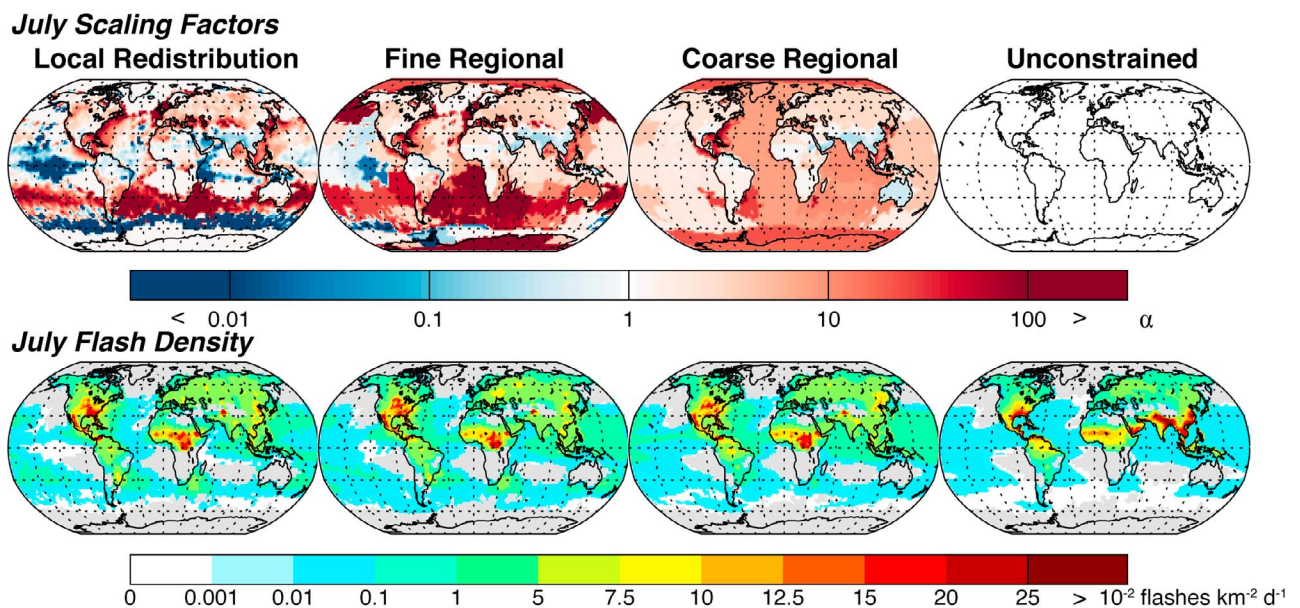 July Scaling Factors
Local Redistribution Fine Regional Coarse Regional Unconstrained
< 0.01 0.1 1 10 100 > α
July Flash Density
0 0.001 0.01 0.1 1 5 7.5 10 12.5 15 20 25 > 10⁻² flashes km⁻² d⁻¹